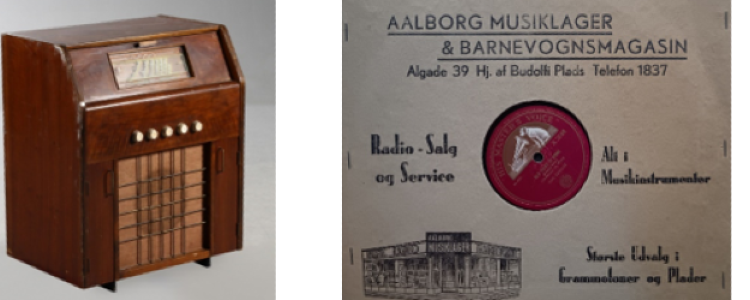 AALBORG MUSIKLAGER
& BARNEVOGNSMAGASIN
Algade 39 Hj. af Budolfi Plads Telefon 1837
Radio-Salg
og Service
Alt i
Musikinstrumenter
Største Udvalg i
Grammofoner og Plader